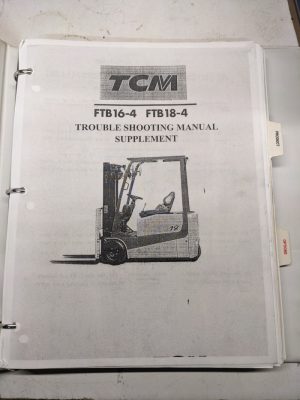 TCM
FTB16-4 FTB18-4
TROUBLE SHOOTING MANUAL
SUPPLEMENT